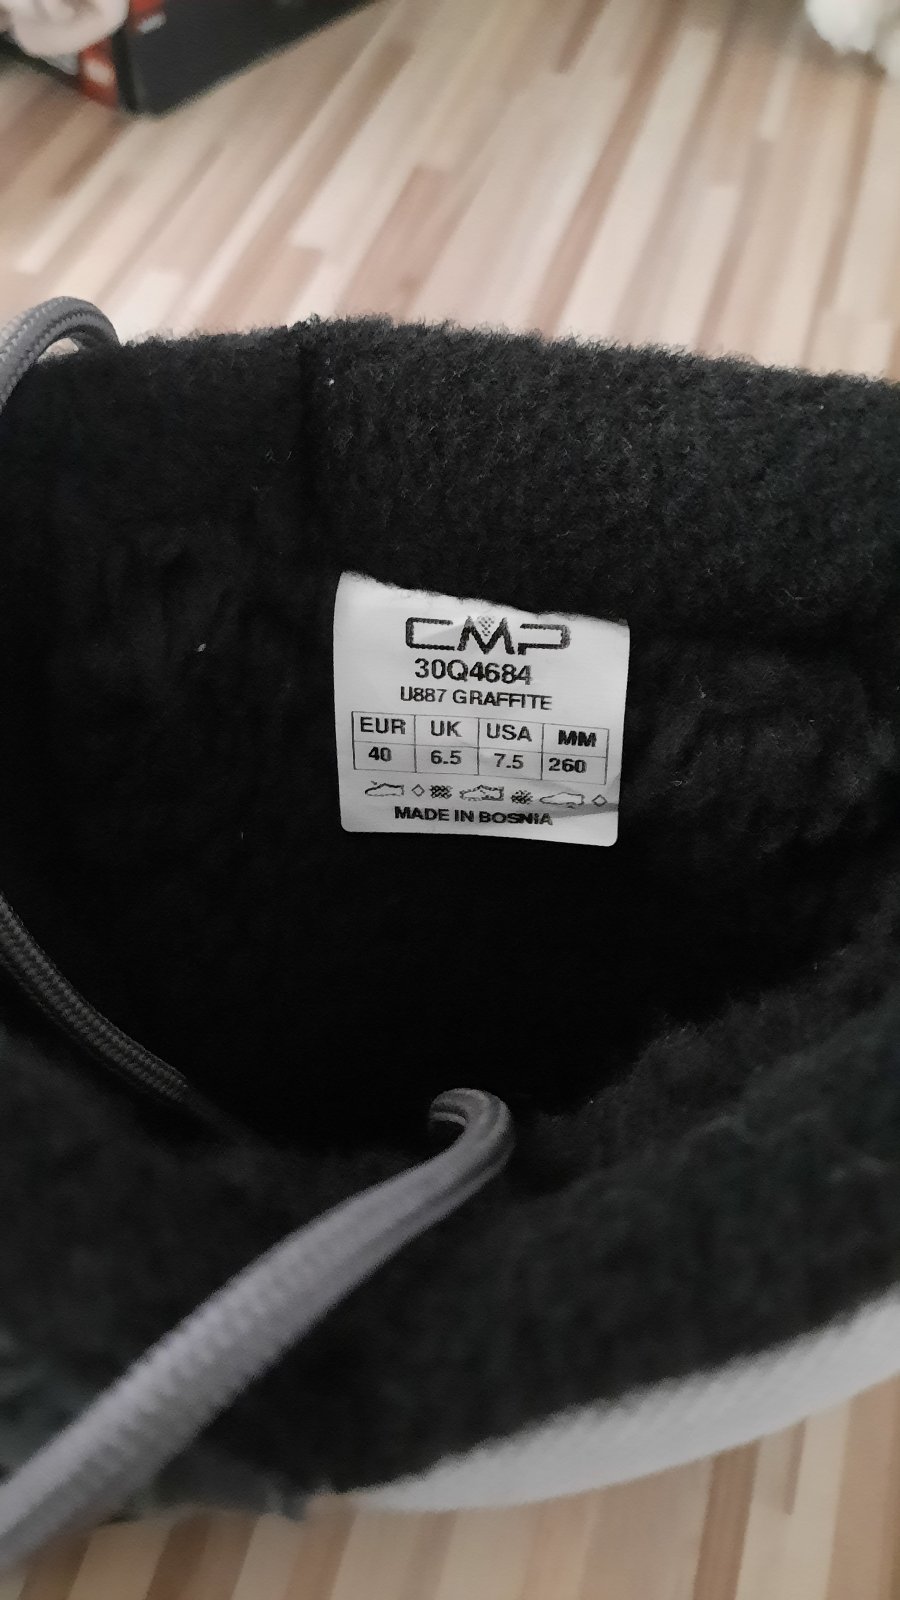 CMP
30Q4684
U887 GRAFFITE
EUR UK USA MM
40 6.5 7.5 260
MADE IN BOSNIA